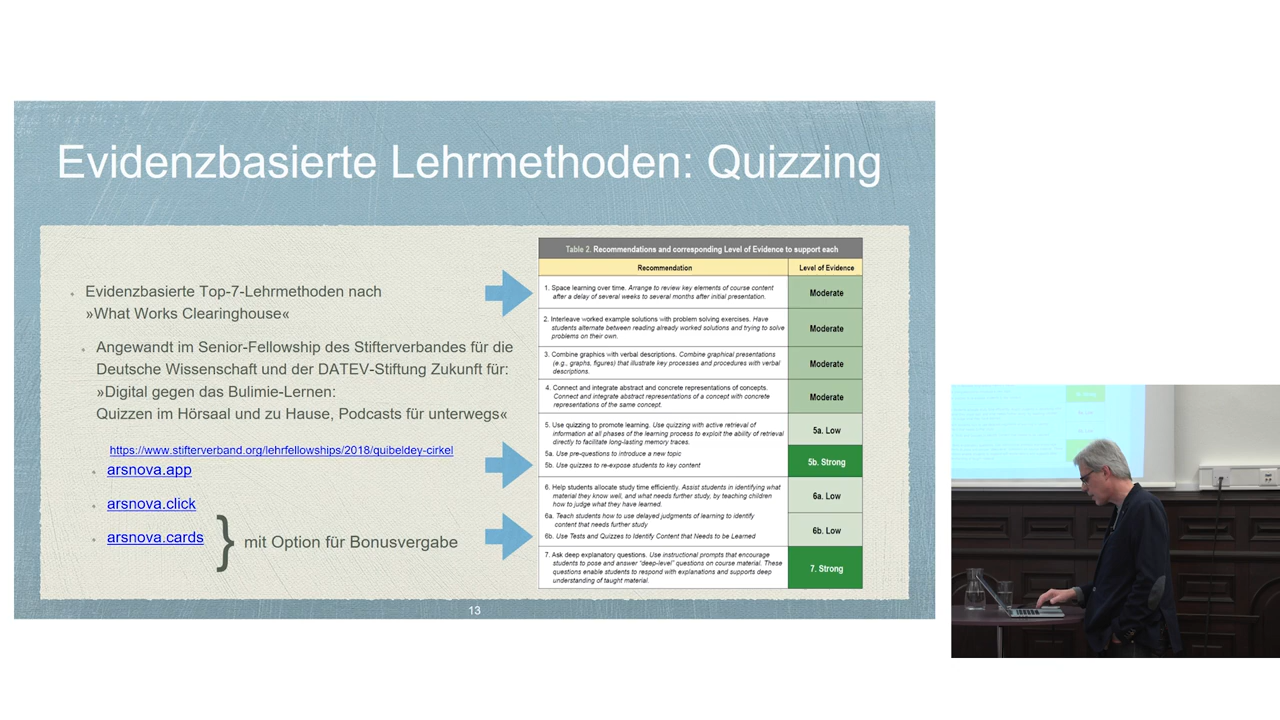 Evidenzbasierte Lehrmethoden: Quizzing
Evidenzbasierte Top-7-Lehrmethoden nach
»What Works Clearinghouse«
Angewandt im Senior-Fellowship des Stifterverbandes für die
Deutsche Wissenschaft und der DATEV-Stiftung Zukunft für:
»Digital gegen das Bulimie-Lernen:
Quizzen im Hörsaal und zu Hause, Podcasts für unterwegs«
https://www.stifterverband.org/lehrfellowships/2018/quibeldey-cirkel
arsnova.app
arsnova.click
arsnova.cards
} mit Option für Bonusvergabe
Table 2. Recommendations and corresponding Level of Evidence to support each
Recommendation
Level of Evidence
1. Space learning over time. Arrange to review key elements of course content
after a delay of several weeks to several months after initial presentation.
Moderate
2. Interleave worked example solutions with problem solving exercises. Have
students alternate between reading already worked solutions and trying to solve
problems on their own.
Moderate
3. Combine graphics with verbal descriptions. Combine graphical presentations
(e.g., graphs, figures) that illustrate key processes and procedures with verbal
descriptions.
Moderate
4. Connect and integrate abstract and concrete representations of concepts.
Connect and integrate abstract representations of a concept with concrete
representations of the same concept.
Moderate
5. Use quizzing to promote learning. Use quizzing with active retrieval of
information at all phases of the learning process to exploit the ability of retrieval
directly to facilitate long-lasting memory traces.
5a. Low
5a. Use pre-questions to introduce a new topic
5b. Use quizzes to re-expose students to key content
5b. Strong
6. Help students allocate study time efficiently. Assist students in identifying what
material they know well, and what needs further study, by teaching children
how to judge what they have learned.
6a. Low
6a. Teach students how to use delayed judgments of learning to identify
content that needs further study
6b. Use Tests and Quizzes to Identify Content that Needs to be Learned
6b. Low
7. Ask deep explanatory questions. Use instructional prompts that encourage
students to pose and answer "deep-level" questions on course material. These
questions enable students to respond with explanations and supports deep
understanding of taught material.
7. Strong
13